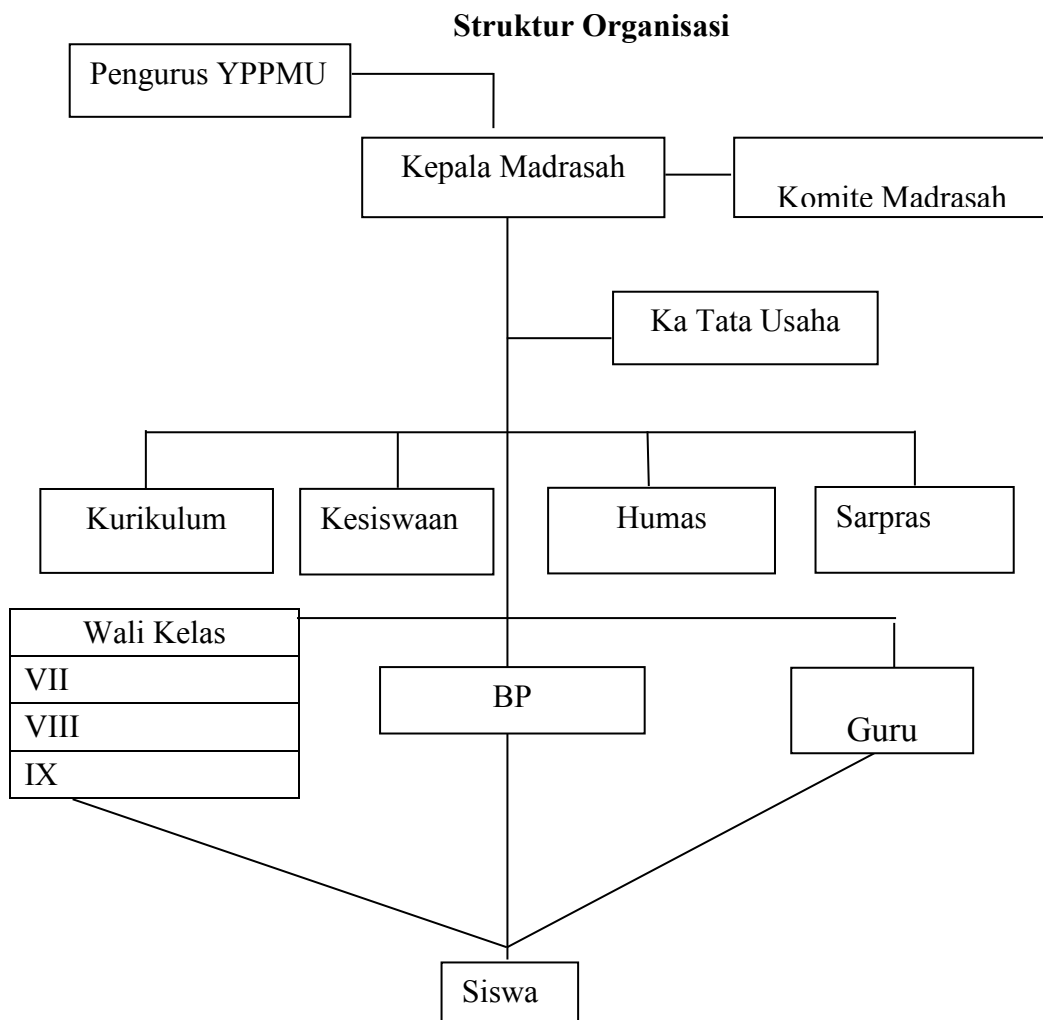 Struktur Organisasi
Pengurus YPPMU
Kepala Madrasah
Komite Madrasah
Ka Tata Usaha
Kurikulum
Kesiswaan
Humas
Sarpras
Wali Kelas
VII
VIII
IX
BP
Guru
Siswa